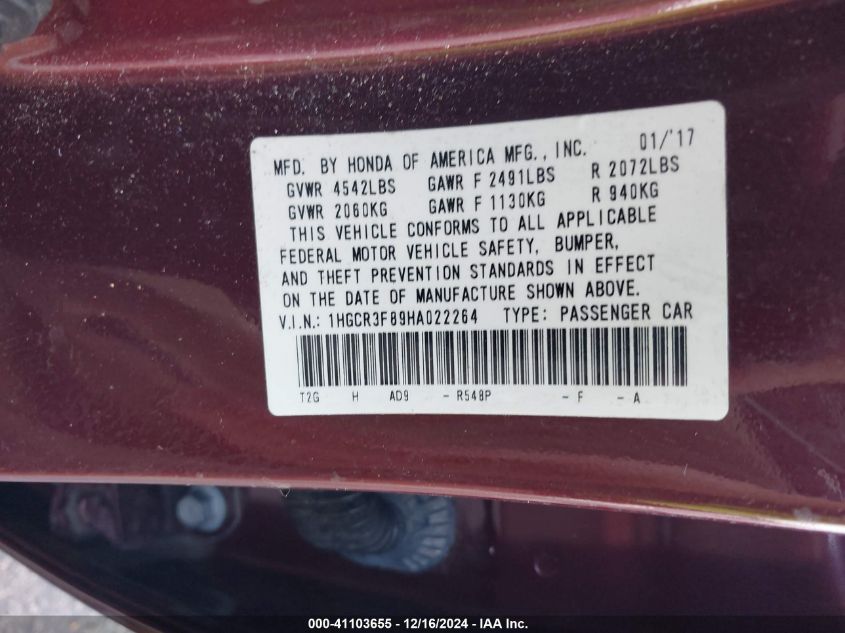 MFD. BY HONDA OF AMERICA MFG., INC. 01/'17
GVWR 4542LBS GAWR F 2491LBS R 2072LBS
GVWR 2060KG GAWR F 1130KG R 940KG
THIS VEHICLE CONFORMS TO ALL APPLICABLE
FEDERAL MOTOR VEHICLE SAFETY, BUMPER,
AND THEFT PREVENTION STANDARDS IN EFFECT
ON THE DATE OF MANUFACTURE SHOWN ABOVE.
V.I.N.: 1HGCR3F89HA022264 TYPE: PASSENGER CAR
T2G H AD9 - R548P - F - A
000-41103655 - 12/16/2024 - IAA Inc.